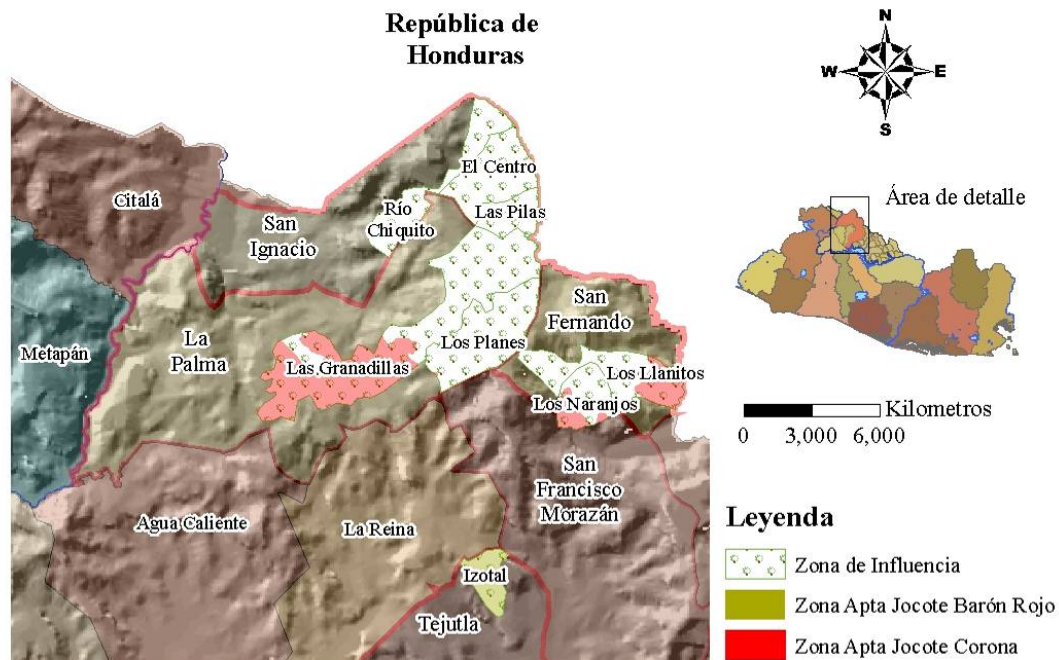 República de
Honduras
N
W
E
S
Área de detalle
Citalá
San
Ignacio
Río
Chiquito
El Centro
Las Pilas
San
Fernando
Metapán
La
Palma
Los Planes
Las Granadillas
Los Llanitos
Los Naranjos
San
Francisco
Morazán
Agua Caliente
La Reina
Izotal
Tejutla
Kilometros
0 3,000 6,000
Leyenda
Zona de Influencia
Zona Apta Jocote Barón Rojo
Zona Apta Jocote Corona